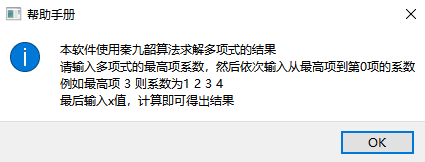 帮助手册
本软件使用秦九韶算法求解多项式的结果
请输入多项式的最高项系数，然后依次输入从最高项到第0项的系数
例如最高项 3 则系数为1 2 3 4
最后输入x值，计算即可得出结果
OK